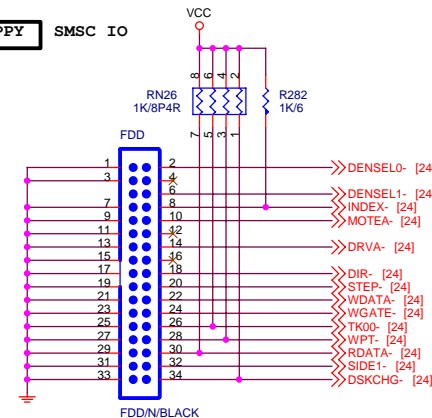 PPY SMSC IO
VCC
8 6 4 2
RN26
1K/8P4R
R282
1K/6
7 5 3 1
FDD
1 2 DENSEL0- [24
3 4
6 DENSEL1- [24
7 8 INDEX- [24]
9 10 MOTEA- [24]
11 12
13 14 DRVA- [24]
15 16
17 18 DIR- [24]
19 20 STEP- [24]
21 22 WDATA- [24]
23 24 WGATE- [24]
25 26 TK00- [24]
27 28 WPT- [24]
29 30 RDATA- [24]
31 32 SIDE1- [24]
33 34 DSKCHG- [24]
FDD/N/BLACK